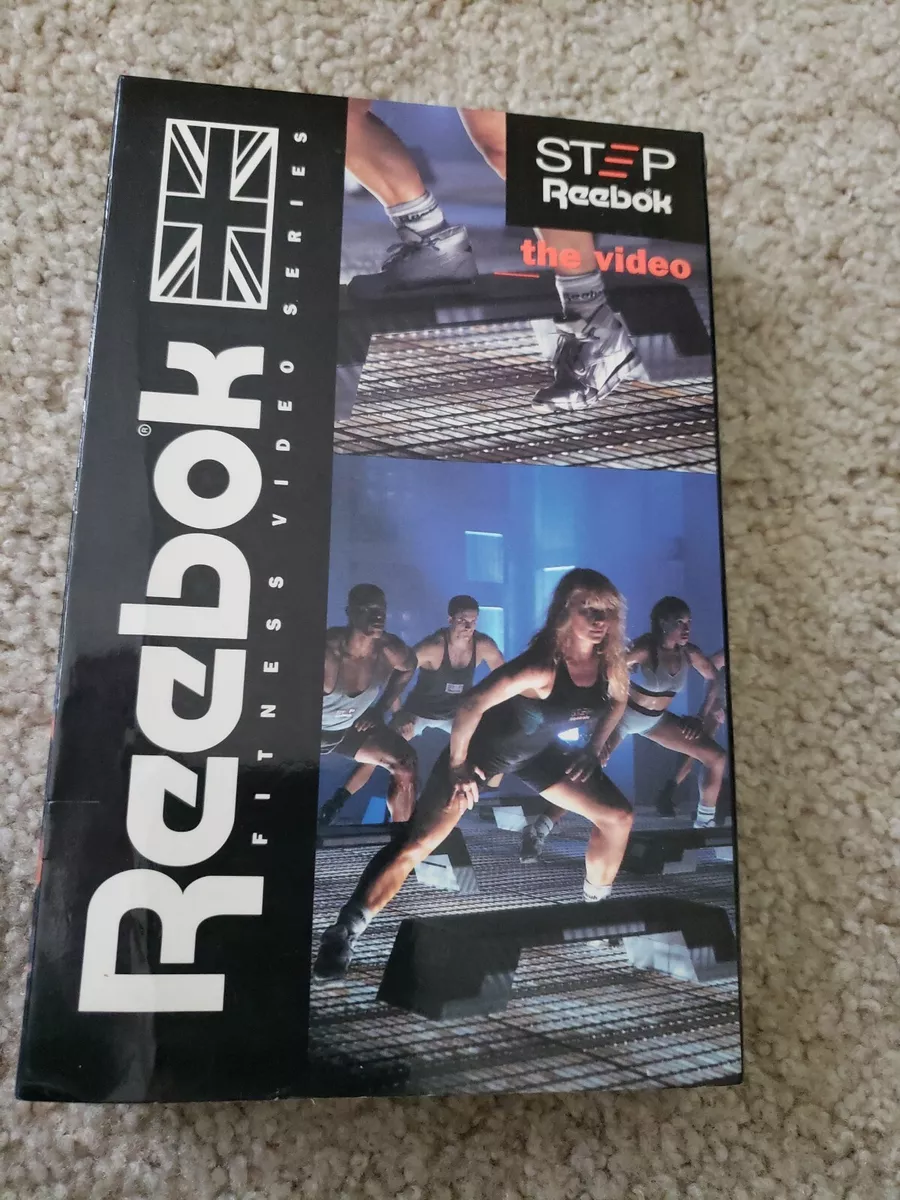 Reebok®
FITNESS VIDEO SERIES
STEP
Reebok
the video